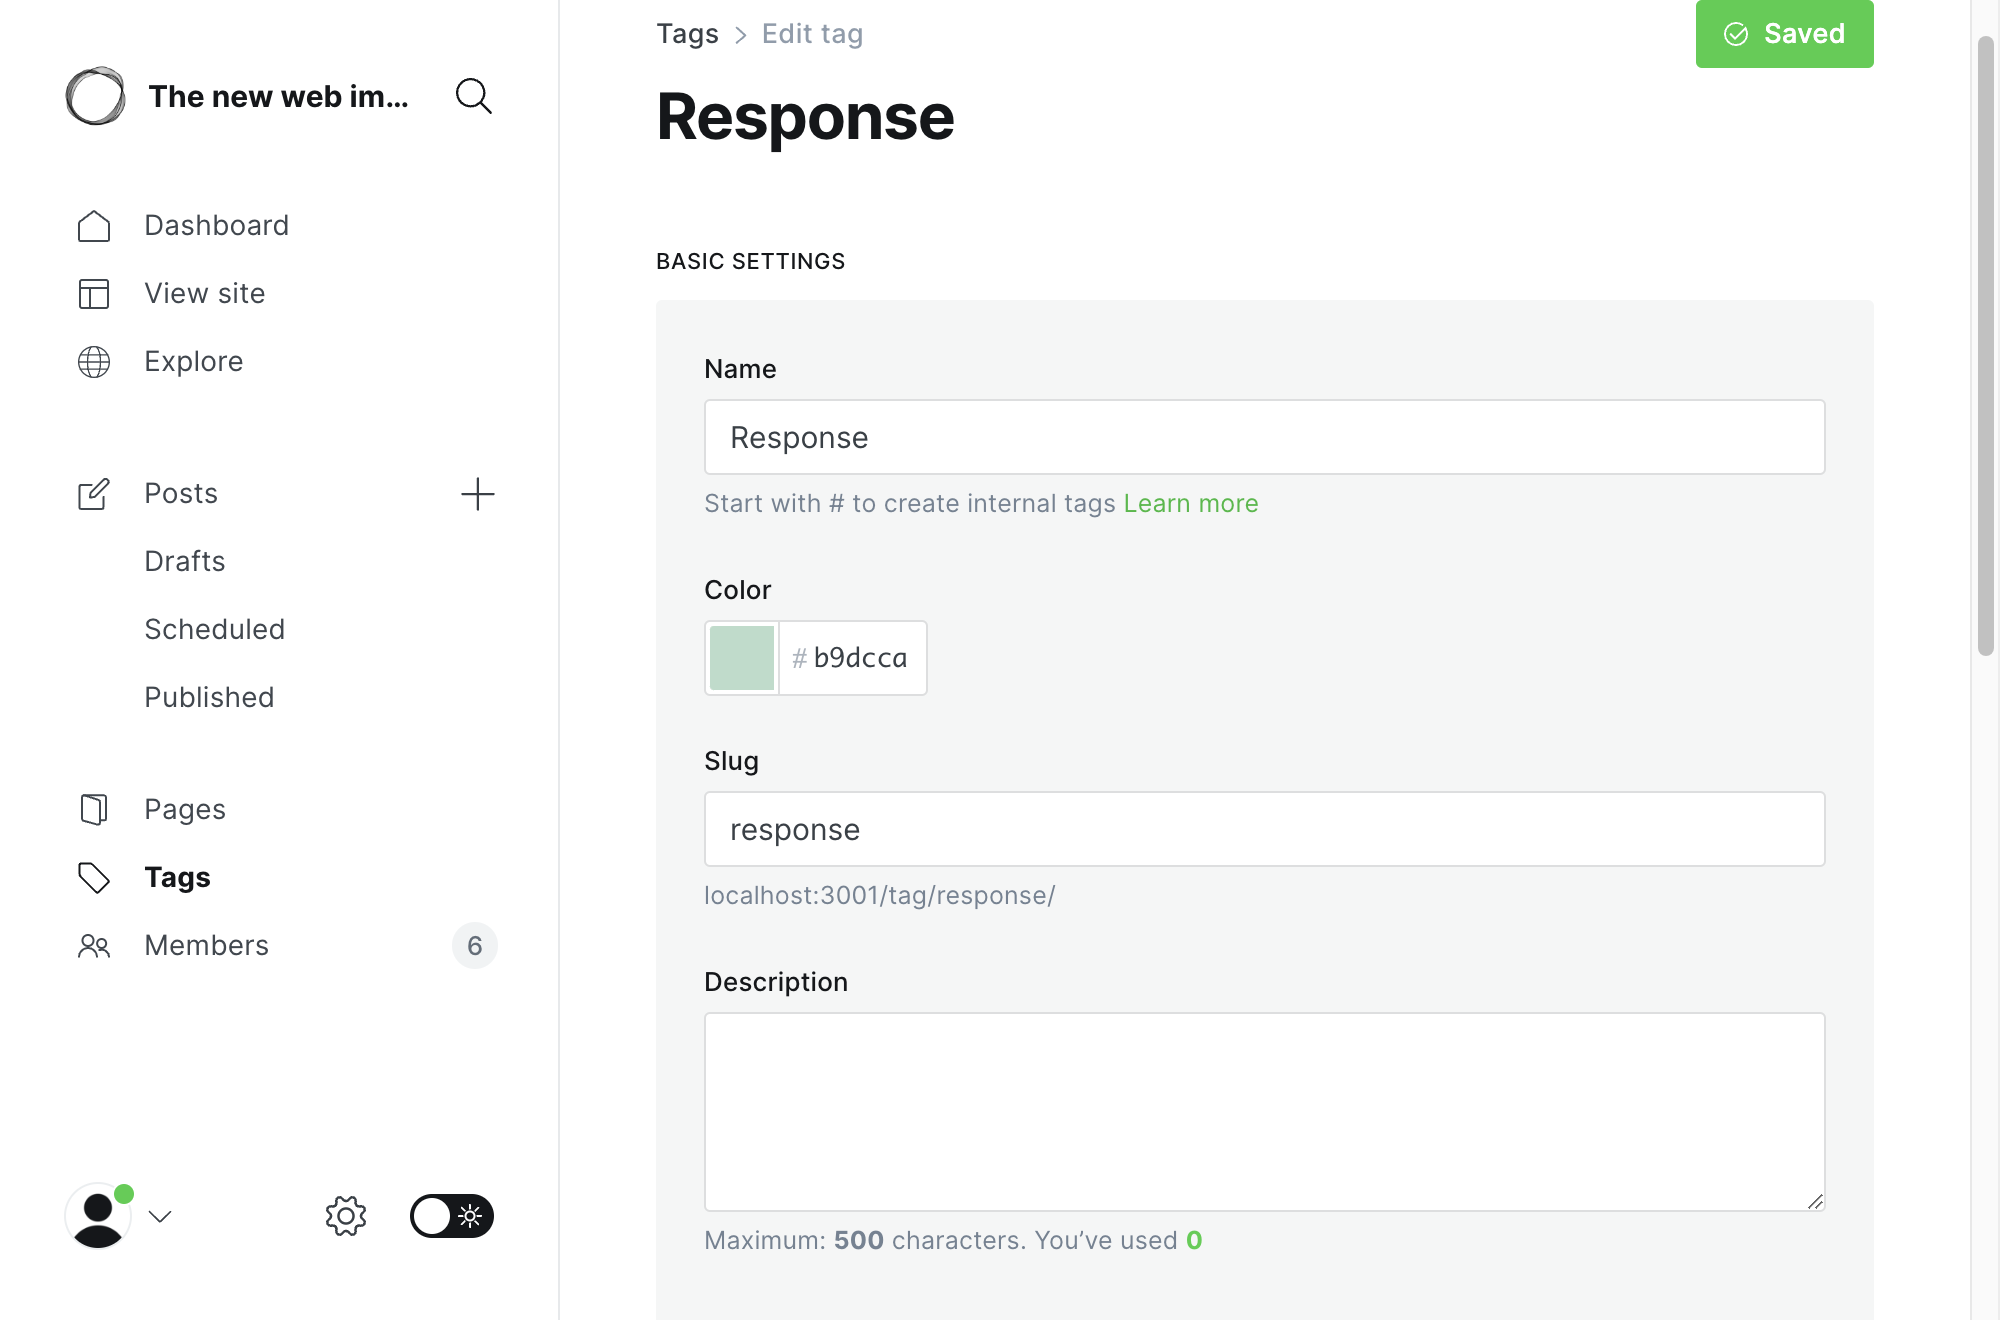 The new web im...
Dashboard
View site
Explore
Posts
Drafts
Scheduled
Published
Pages
Tags
Members
6
Tags > Edit tag
Saved
Response
BASIC SETTINGS
Name
Response
Start with # to create internal tags Learn more
Color
# b9dcca
Slug
response
localhost:3001/tag/response/
Description
Maximum: 500 characters. You’ve used 0